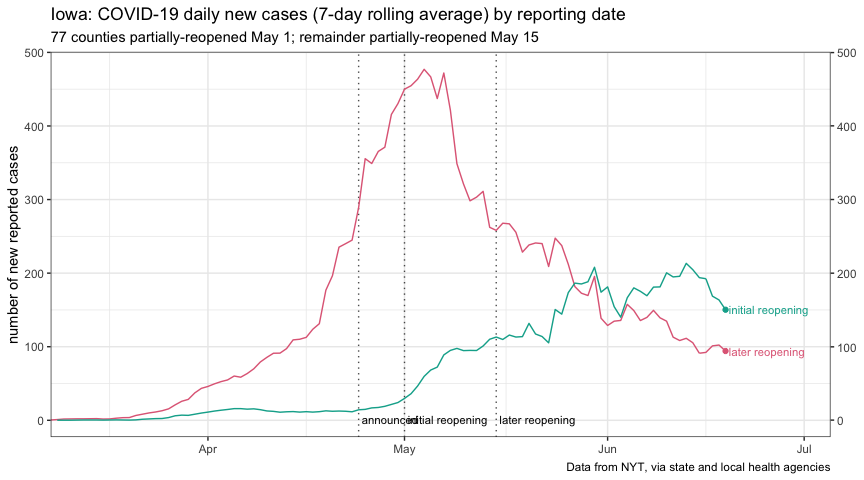 Iowa: COVID-19 daily new cases (7-day rolling average) by reporting date
77 counties partially-reopened May 1; remainder partially-reopened May 15
number of new reported cases
500
400
300
200
100
0
500
400
300
200
100
0
initial reopening
later reopening
announced
initial reopening
later reopening
Apr
May
Jun
Jul
Data from NYT, via state and local health agencies